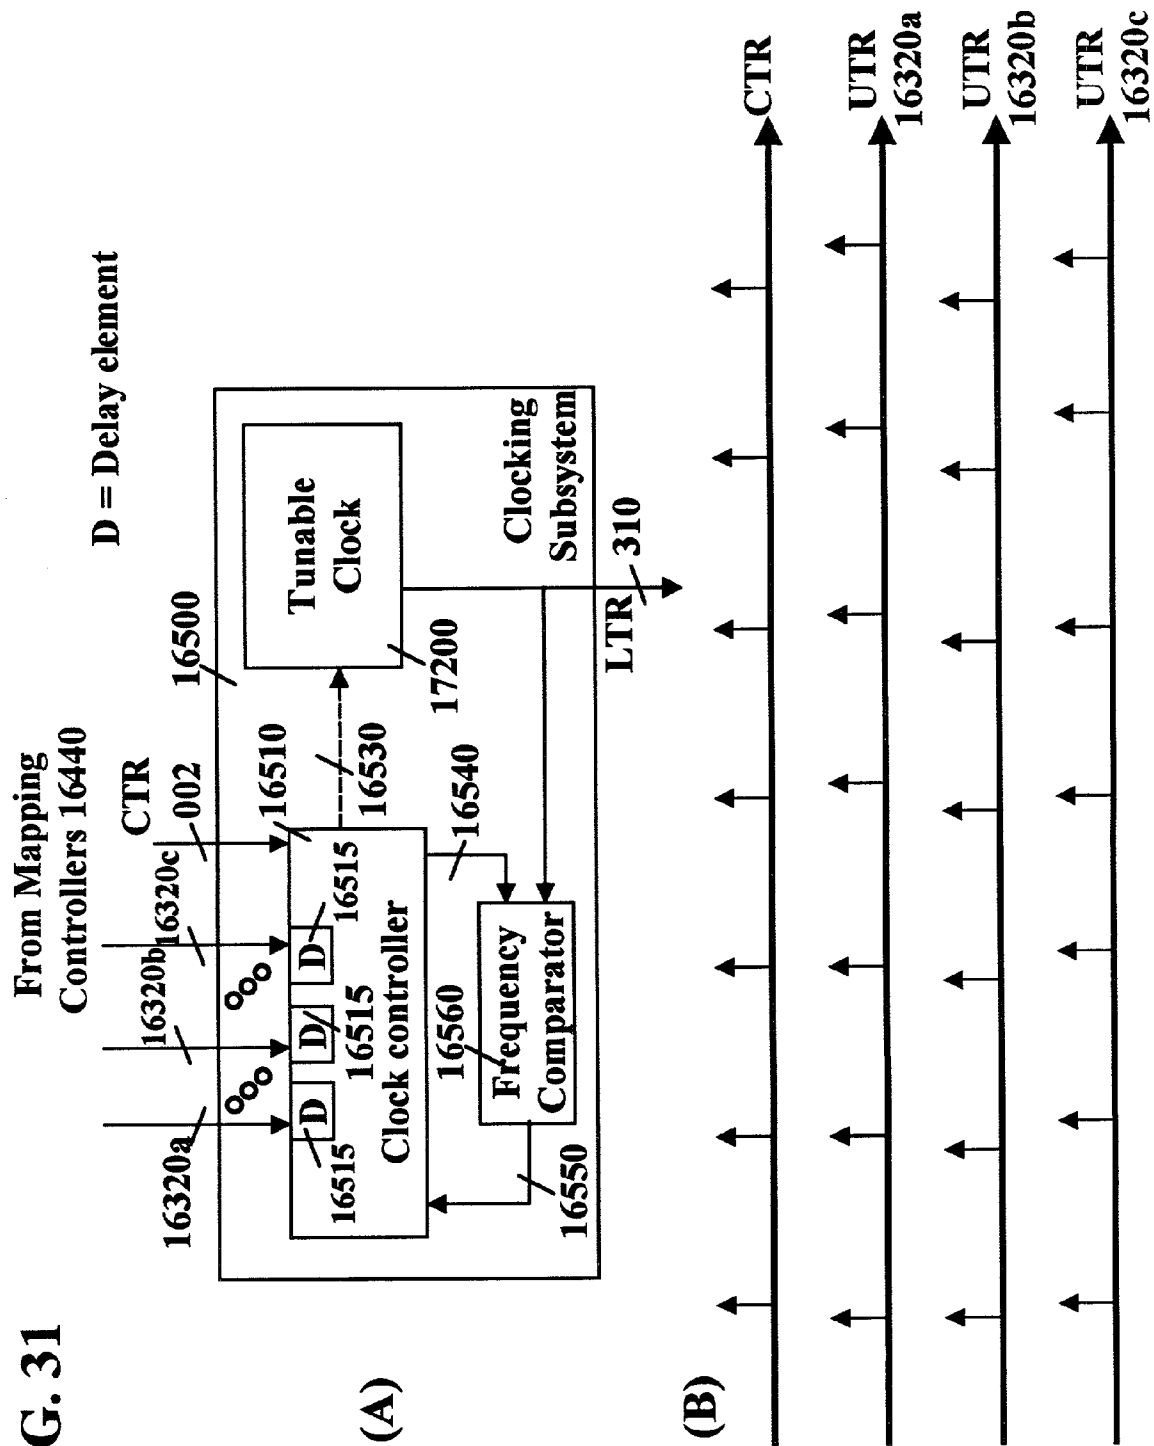 G. 31
D = Delay element
(A)
From Mapping
Controllers 16440
16320a
16320b
16320c
CTR
002
16500
16510
D
16515
D
16515
D
16515
Clock controller
16530
Tunable
Clock
17200
16540
16550
16560
Frequency
Comparator
Clocking
Subsystem
LTR
310
(B)
CTR
UTR
16320a
UTR
16320b
UTR
16320c